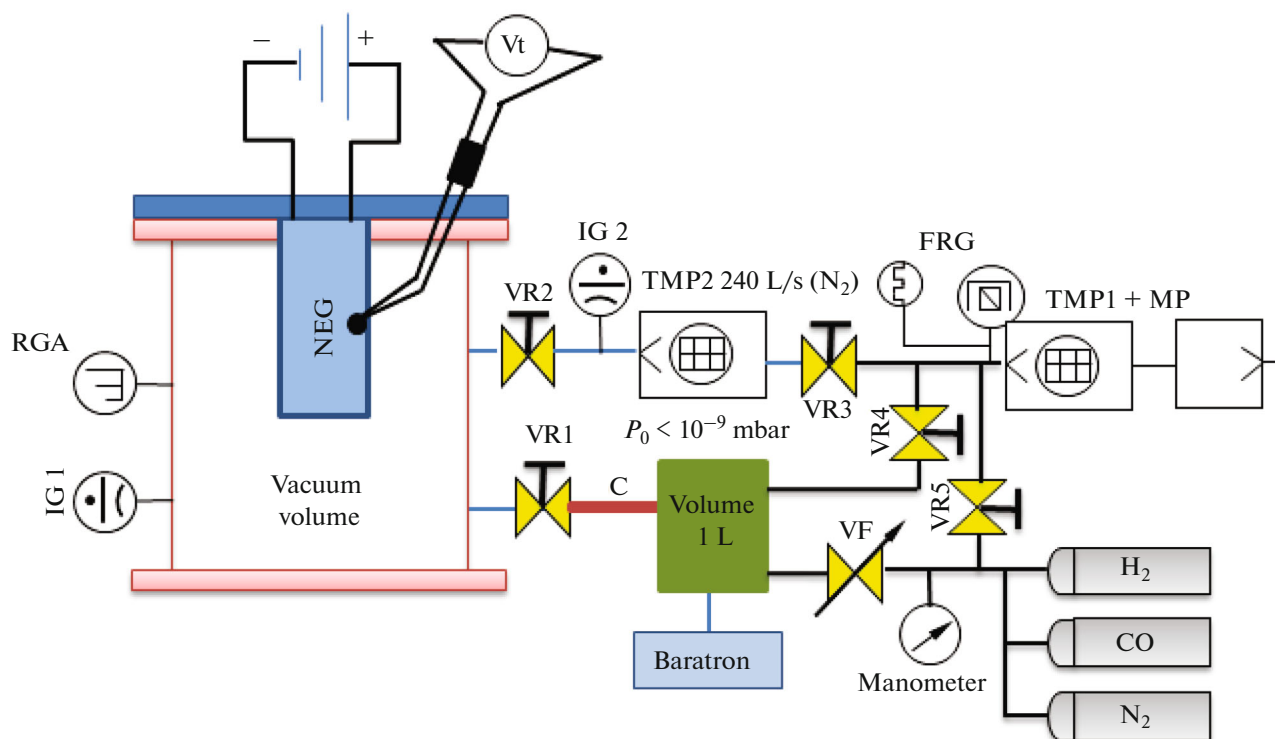 − +
Vt
IG 2
FRG
TMP2 240 L/s (N₂)
TMP1 + MP
VR2
NEG
RGA
VR3
VR4
P₀ < 10⁻⁹ mbar
VR1
IG 1
Vacuum
volume
C
Volume
1 L
VR5
VF
H₂
CO
Baratron
Manometer
N₂